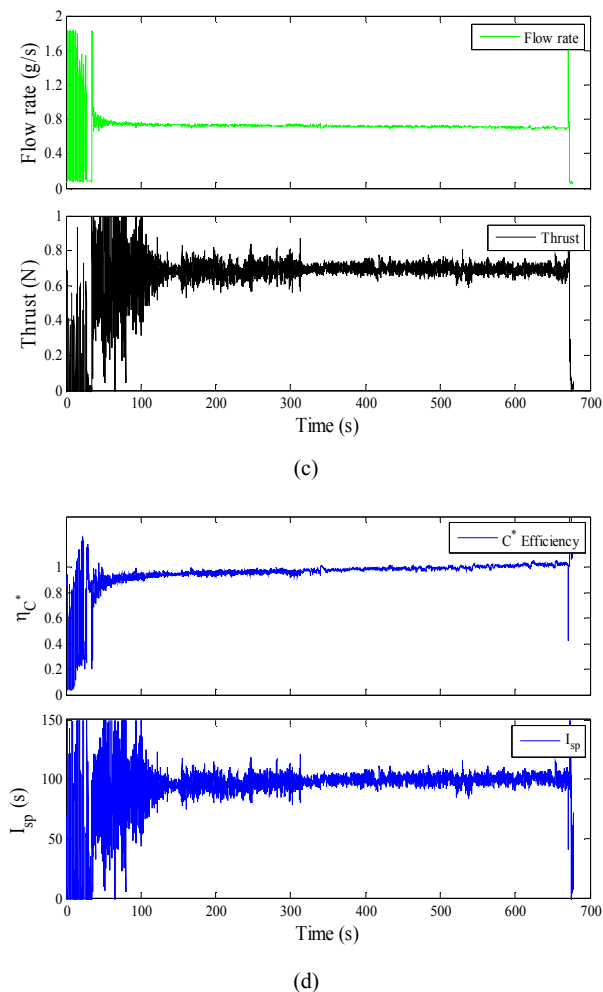 2
1.6
1.2
0.8
0.4
0
Flow rate (g/s)
Flow rate
1
0.8
0.6
0.4
0.2
0
Thrust (N)
Thrust
0 100 200 300 400 500 600 700
Time (s)
(c)
1
0.8
0.6
0.4
0.2
0
ηC*
C* Efficiency
150
100
50
0
Isp (s)
Isp
0 100 200 300 400 500 600 700
Time (s)
(d)